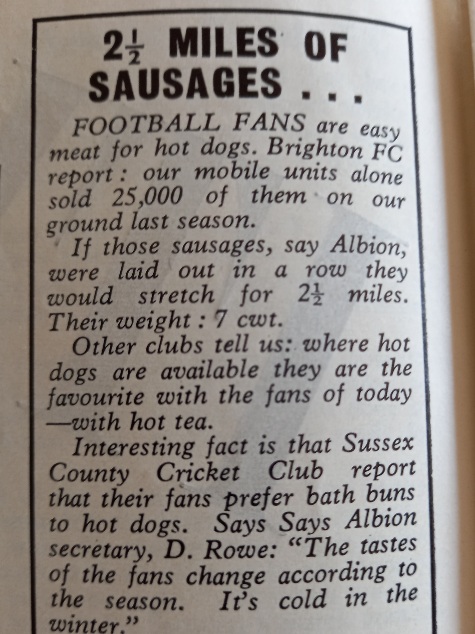 2½ MILES OF
SAUSAGES . . .
FOOTBALL FANS are easy
meat for hot dogs. Brighton FC
report : our mobile units alone
sold 25,000 of them on our
ground last season.
If those sausages, say Albion,
were laid out in a row they
would stretch for 2½ miles.
Their weight : 7 cwt.
Other clubs tell us: where hot
dogs are available they are the
favourite with the fans of today
—with hot tea.
Interesting fact is that Sussex
County Cricket Club report
that their fans prefer bath buns
to hot dogs. Says Says Albion
secretary, D. Rowe: “The tastes
of the fans change according to
the season. It's cold in the
winter.”